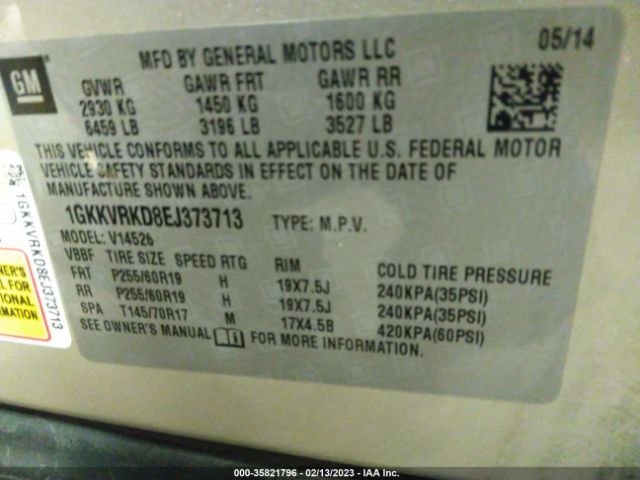 GM
MFD BY GENERAL MOTORS LLC
05/14
GVWR GAWR FRT GAWR RR
2930 KG 1450 KG 1600 KG
6459 LB 3196 LB 3527 LB
THIS VEHICLE CONFORMS TO ALL APPLICABLE U.S. FEDERAL MOTOR
VEHICLE SAFETY STANDARDS IN EFFECT ON THE DATE OF
MANUFACTURE SHOWN ABOVE.
1GKKVRKD8EJ373713 TYPE: M.P.V.
MODEL: V14526
VBBF TIRE SIZE SPEED RTG RIM COLD TIRE PRESSURE
FRT P255/60R19 H 19X7.5J 240KPA(35PSI)
RR P255/60R19 H 19X7.5J 240KPA(35PSI)
SPA T145/70R17 M 17X4.5B 420KPA(60PSI)
SEE OWNER'S MANUAL FOR MORE INFORMATION.
1GKKVRKD8EJ373713
NER'S
FOR
IONAL
MATION
000-35821796 - 02/13/2023 - IAA Inc.